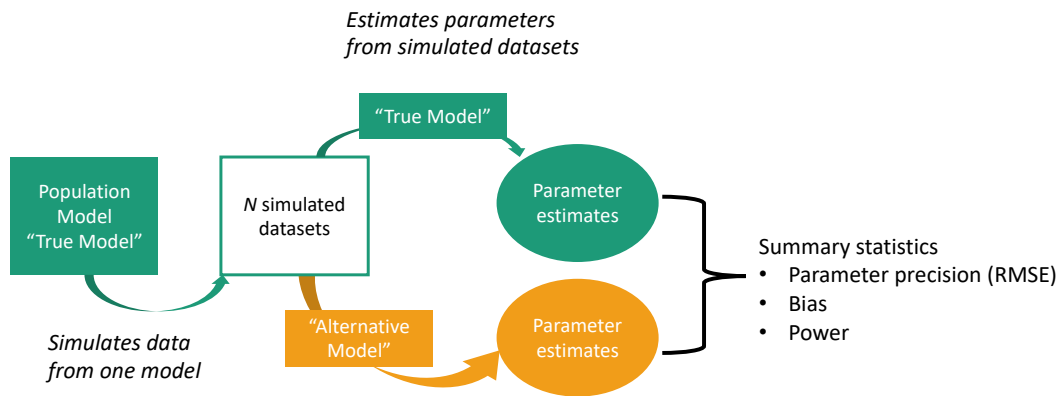 Estimates parameters
from simulated datasets
“True Model”
Population
Model
“True Model”
N simulated
datasets
Parameter
estimates
Summary statistics
• Parameter precision (RMSE)
• Bias
• Power
“Alternative
Model”
Parameter
estimates
Simulates data
from one model